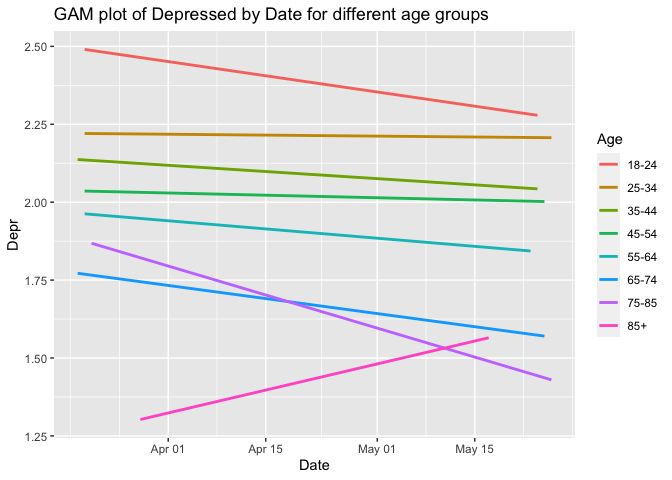 GAM plot of Depressed by Date for different age groups
2.50
2.25
2.00
1.75
1.50
1.25
Depr
Apr 01
Apr 15
May 01
May 15
Date
Age
18-24
25-34
35-44
45-54
55-64
65-74
75-85
85+